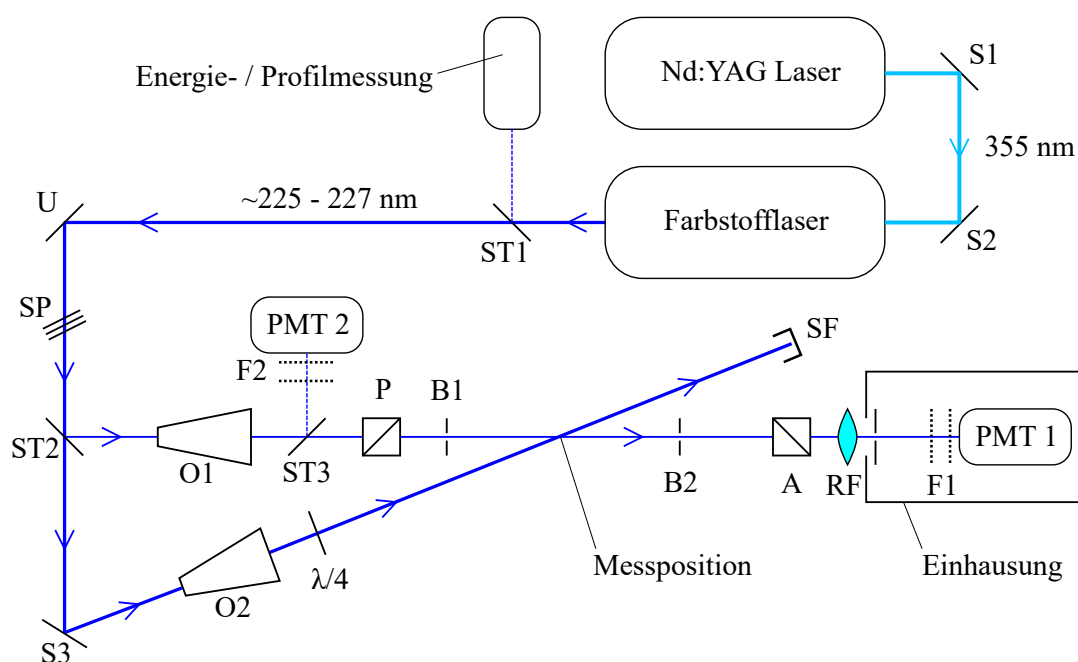 Energie- / Profilmessung
Nd:YAG Laser
S1
355 nm
U
~225 - 227 nm
ST1
Farbstofflaser
S2
SP
PMT 2
SF
F2
P
B1
ST2
O1
ST3
B2
A
RF
F1
PMT 1
λ/4
Messposition
Einhausung
O2
S3